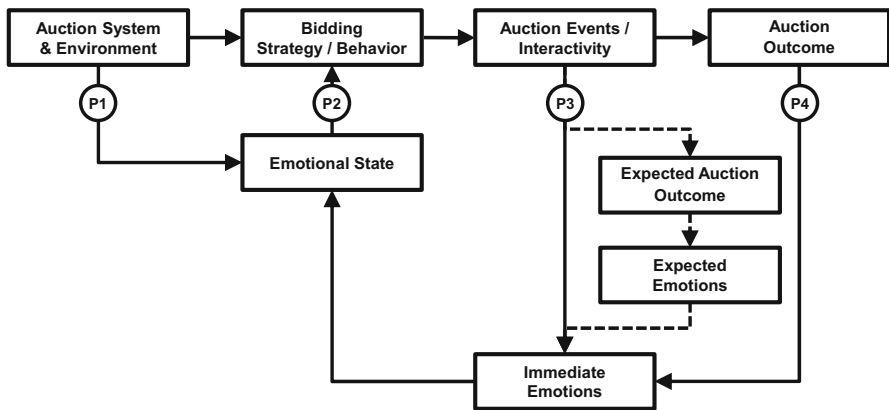 Auction System
& Environment
Bidding
Strategy / Behavior
Auction Events /
Interactivity
Auction
Outcome
P1
P2
P3
P4
Emotional State
Expected Auction
Outcome
Expected
Emotions
Immediate
Emotions